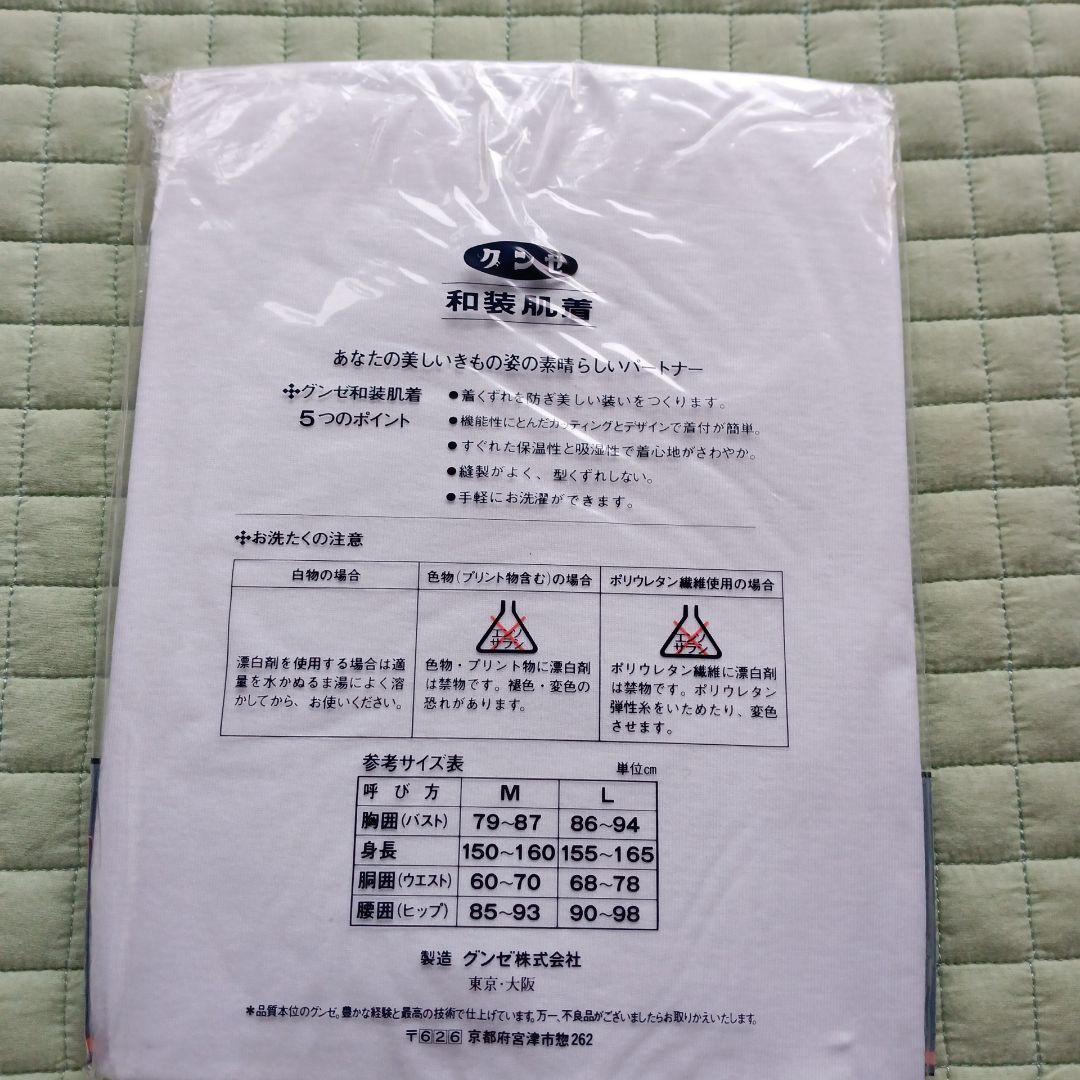 グンゼ
和装肌着
あなたの美しいきもの姿の素晴らしいパートナー
グンゼ和装肌着
5つのポイント
●着くずれを防ぎ美しい装いをつくります。
●機能性にとんだカッティングとデザインで着付が簡単。
●すぐれた保温性と吸湿性で着心地がさわやか。
●縫製がよく、型くずれしない。
●手軽にお洗濯ができます。
お洗たくの注意
白物の場合
漂白剤を使用する場合は適
量を水かぬるま湯によく溶
かしてから、お使いください。
色物(プリント物含む)の場合
エンソ
サラシ
色物・プリント物に漂白剤
は禁物です。褪色・変色の
恐れがあります。
ポリウレタン繊維使用の場合
エンソ
サラシ
ポリウレタン繊維に漂白剤
は禁物です。ポリウレタン
弾性糸をいためたり、変色
させます。
参考サイズ表 単位cm
呼び方 M L
胸囲(バスト) 79~87 86~94
身長 150~160 155~165
胴囲(ウエスト) 60~70 68~78
腰囲(ヒップ) 85~93 90~98
製造 グンゼ株式会社
東京・大阪
*品質本位のグンゼ。豊かな経験と最高の技術で仕上げています。万一、不良品がございましたらお取りかえいたします。
〒626 京都府宮津市惣262